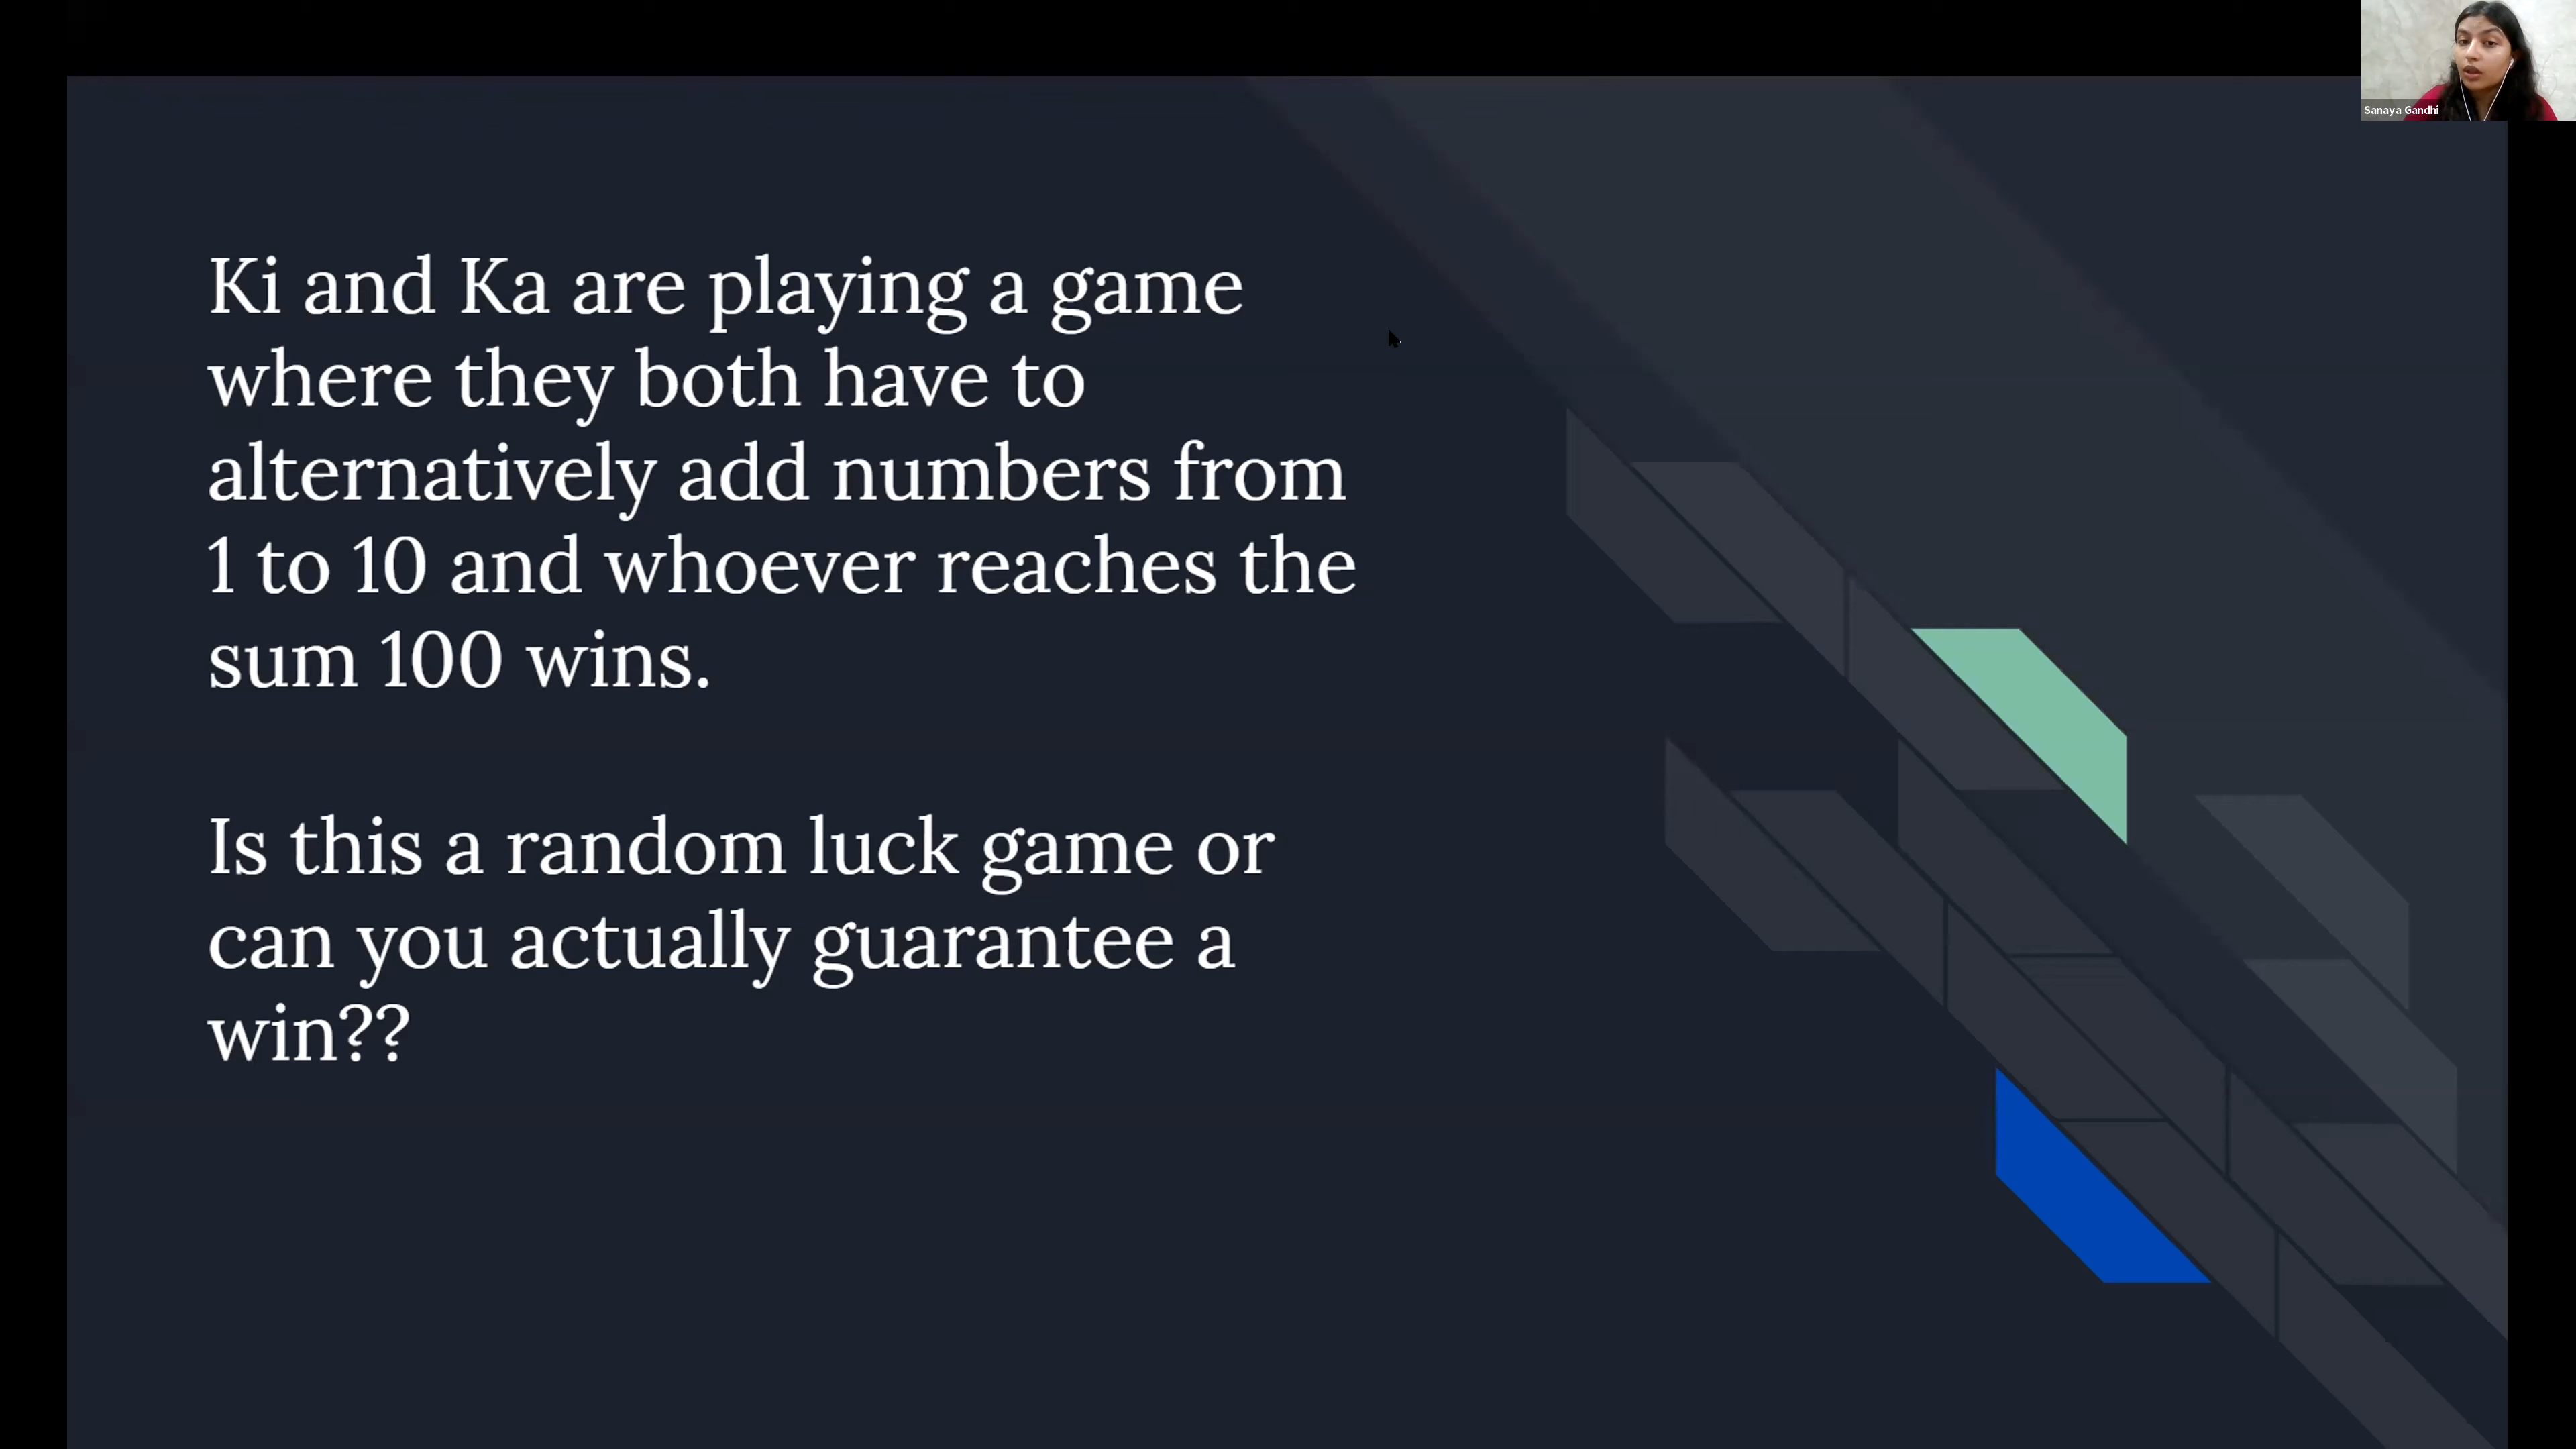 Sanaya Gandhi
Ki and Ka are playing a game
where they both have to
alternatively add numbers from
1 to 10 and whoever reaches the
sum 100 wins.
Is this a random luck game or
can you actually guarantee a
win??